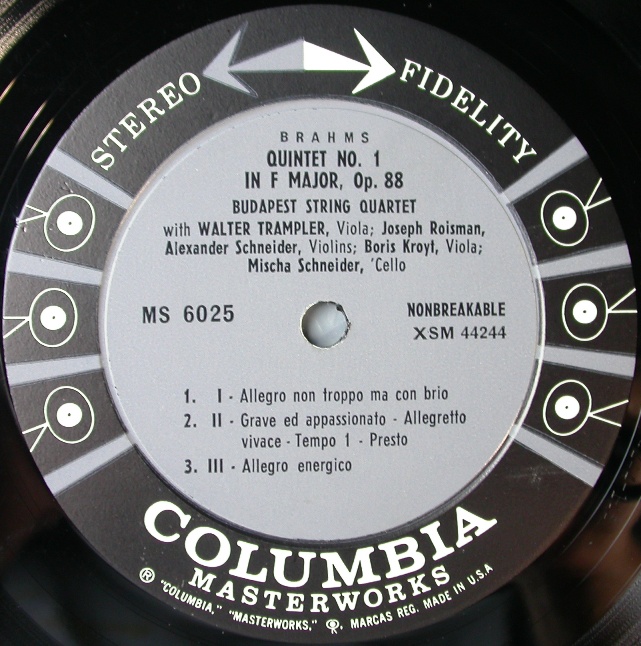 STEREO FIDELITY
BRAHMS
QUINTET NO. 1
IN F MAJOR, Op. 88
BUDAPEST STRING QUARTET
with WALTER TRAMPLER, Viola; Joseph Roisman,
Alexander Schneider, Violins; Boris Kroyt, Viola;
Mischa Schneider, 'Cello
MS 6025
NONBREAKABLE
XSM 44244
1. I - Allegro non troppo ma con brio
2. II - Grave ed appassionato - Allegretto
vivace - Tempo 1 - Presto
3. III - Allegro energico
COLUMBIA
MASTERWORKS
® "COLUMBIA," "MASTERWORKS," Ⓡ, MARCAS REG. MADE IN U.S.A